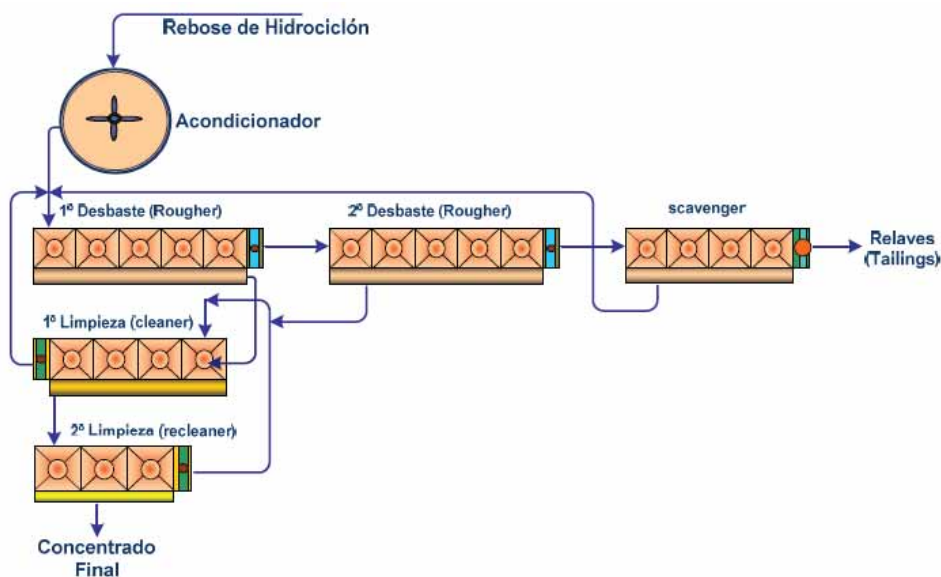 Rebose de Hidrociclón
Acondicionador
1º Desbaste (Rougher)
2º Desbaste (Rougher)
scavenger
Relaves
(Tailings)
1º Limpieza (cleaner)
2º Limpieza (recleaner)
Concentrado
Final